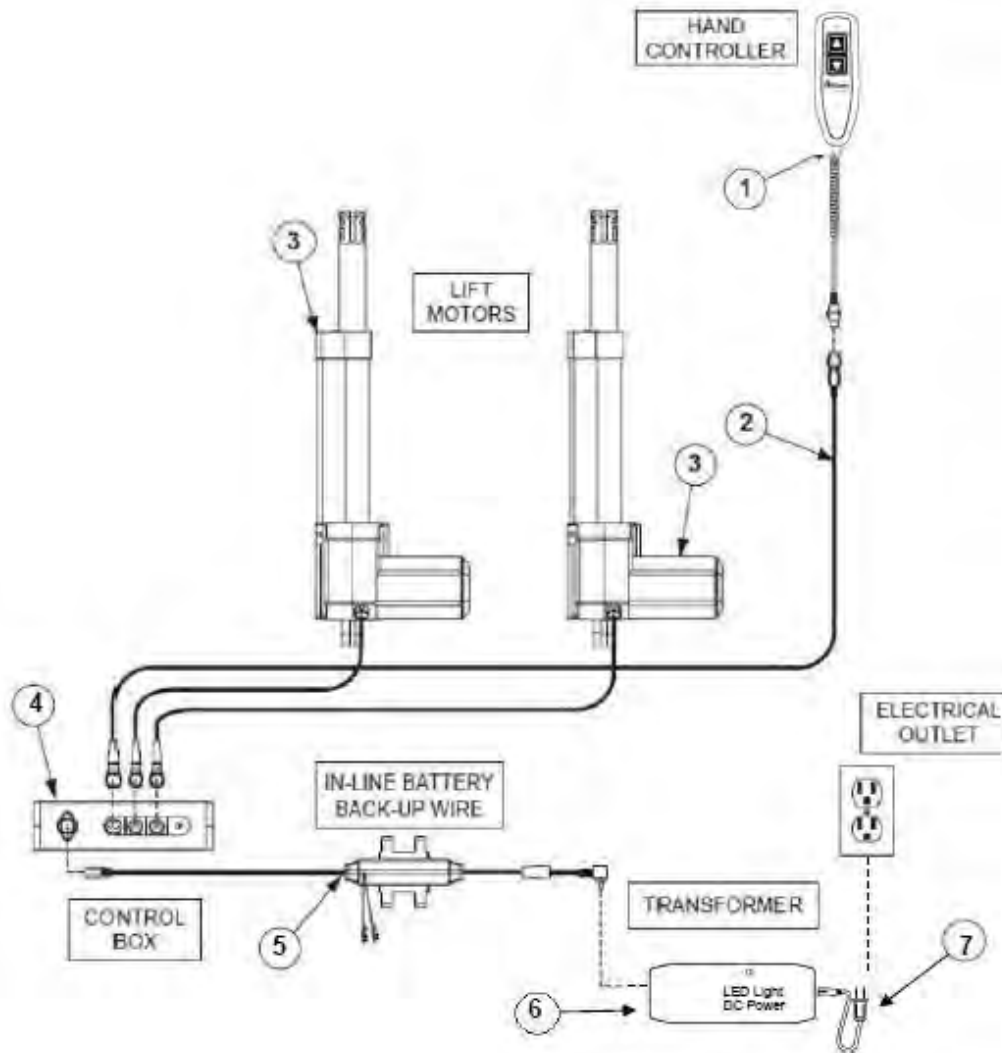 HAND
CONTROLLER
1
3
LIFT
MOTORS
2
3
4
ELECTRICAL
OUTLET
IN-LINE BATTERY
BACK-UP WIRE
CONTROL
BOX
5
TRANSFORMER
7
LED Light
DC Power
6